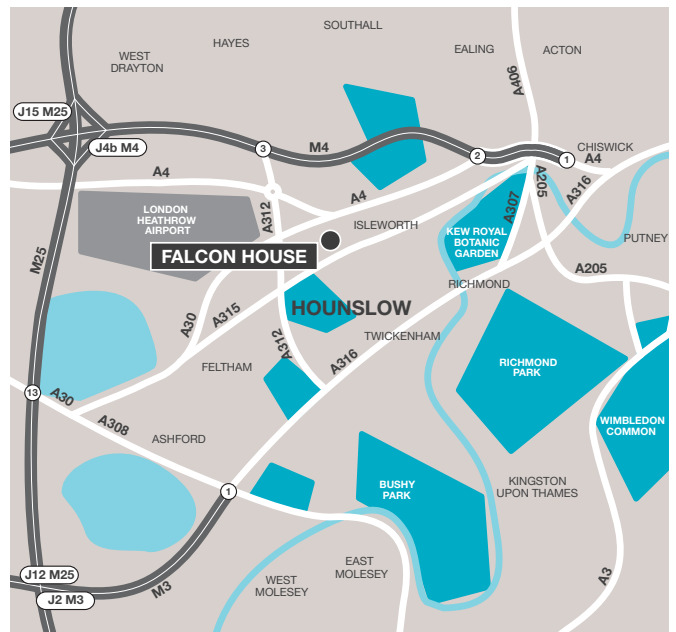 SOUTHALL
HAYES
EALING
ACTON
WEST
DRAYTON
A406
J15 M25
J4b M4
3
M4
2
1
CHISWICK
A4
A4
A4
A312
A307
A205
A316
LONDON
HEATHROW
AIRPORT
ISLEWORTH
KEW ROYAL
BOTANIC
GARDEN
PUTNEY
M25
FALCON HOUSE
A205
RICHMOND
HOUNSLOW
A30
A315
A312
TWICKENHAM
A316
FELTHAM
RICHMOND
PARK
13
A30
A308
WIMBLEDON
COMMON
ASHFORD
1
BUSHY
PARK
KINGSTON
UPON THAMES
J12 M25
J2 M3
M3
WEST
MOLESEY
EAST
MOLESEY
A3